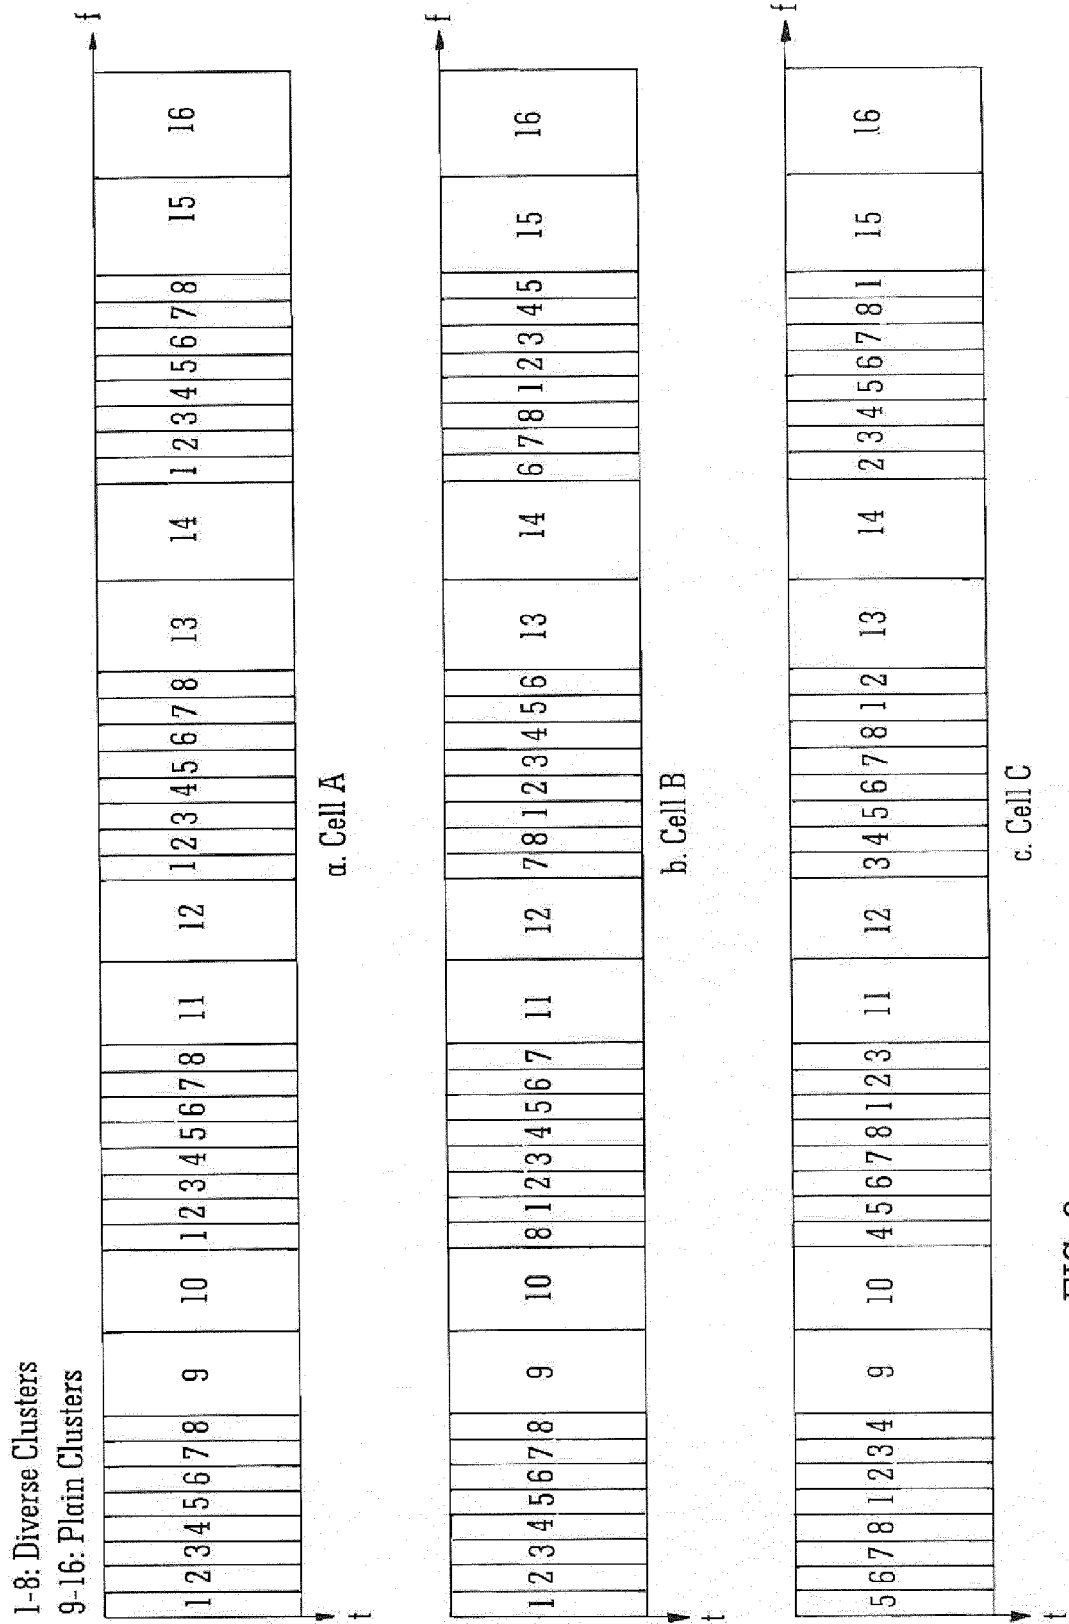 1-8: Diverse Clusters
9-16: Plain Clusters
f
1 2 3 4 5 6 7 8 9 10 1 2 3 4 5 6 7 8 11 12 1 2 3 4 5 6 7 8 13 14 1 2 3 4 5 6 7 8 15 16
t
a. Cell A
f
1 2 3 4 5 6 7 8 9 10 8 1 2 3 4 5 6 7 11 12 7 8 1 2 3 4 5 6 13 14 6 7 8 1 2 3 4 5 15 16
t
b. Cell B
f
5 6 7 8 1 2 3 4 9 10 4 5 6 7 8 1 2 3 11 12 3 4 5 6 7 8 1 2 13 14 2 3 4 5 6 7 8 1 15 16
t
c. Cell C